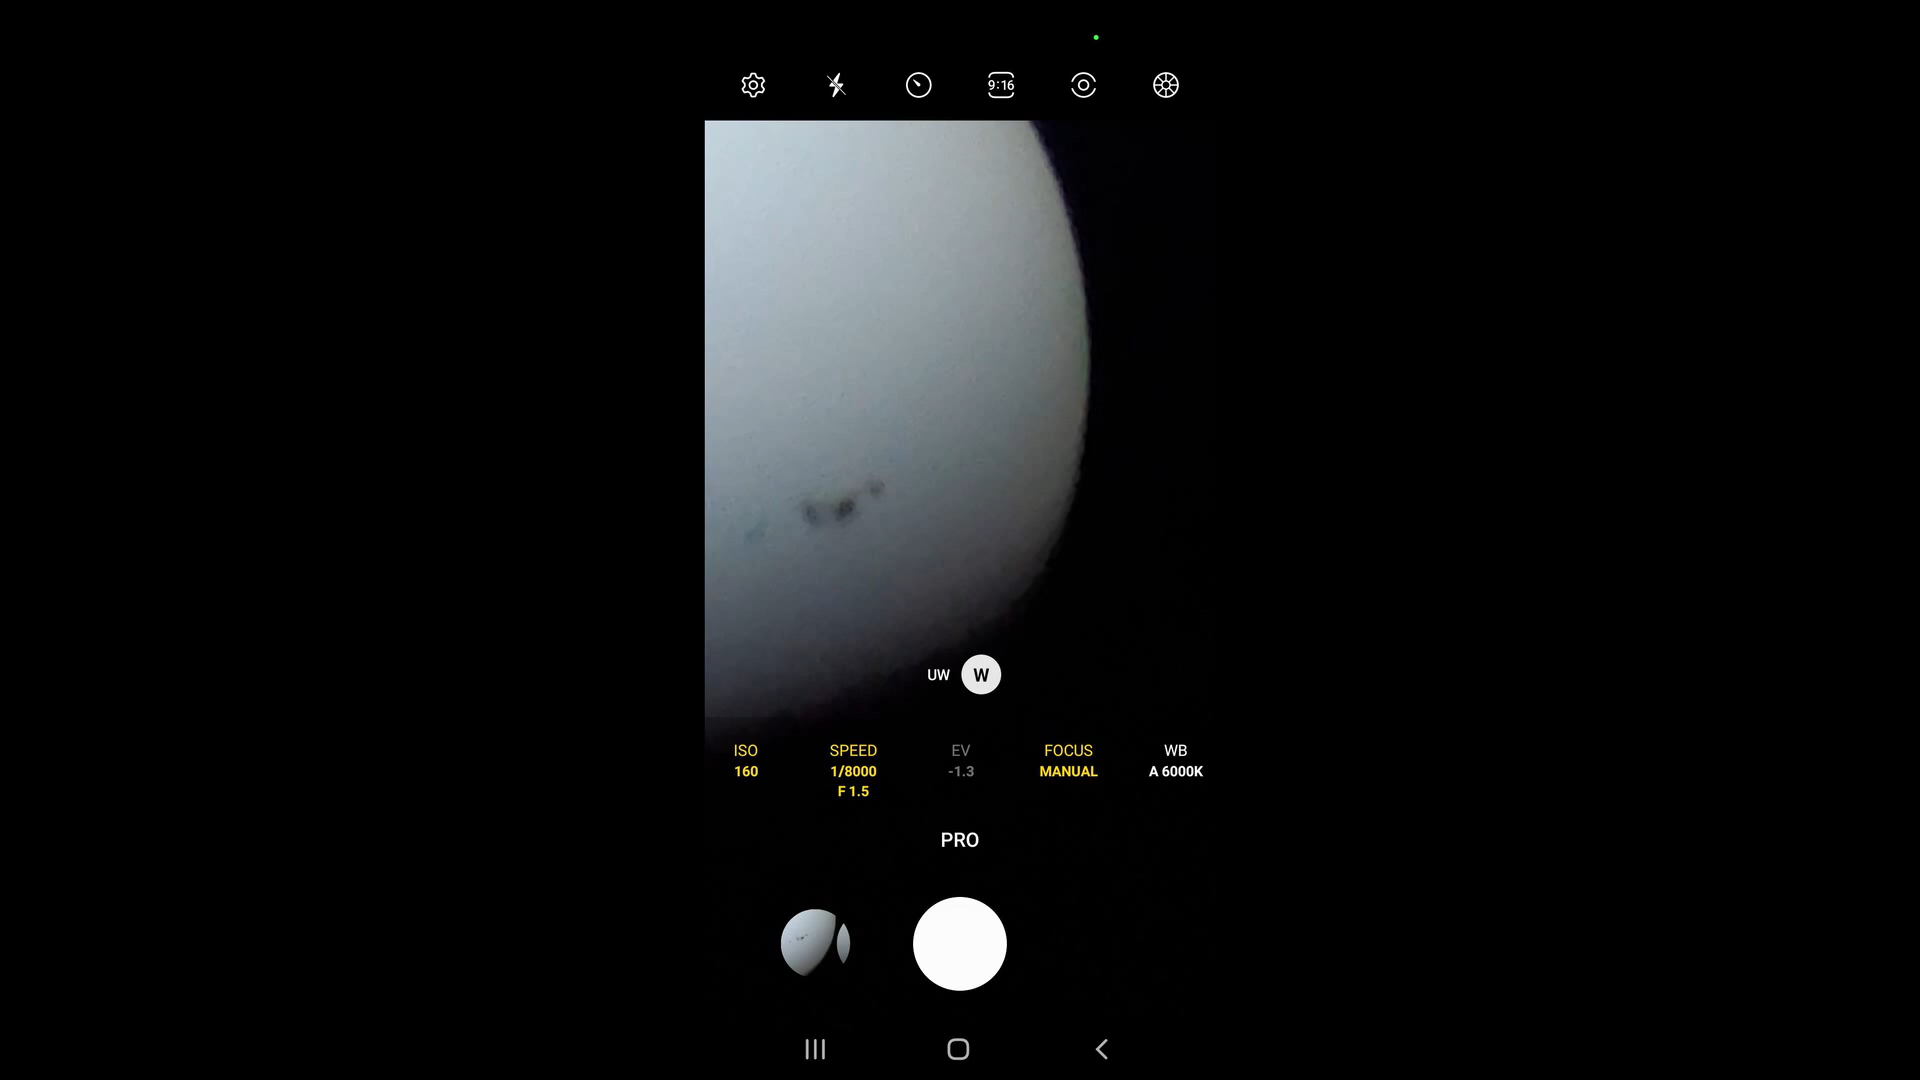 9:16
UW W
ISO SPEED EV FOCUS WB
160 1/8000 -1.3 MANUAL A 6000K
F 1.5
PRO